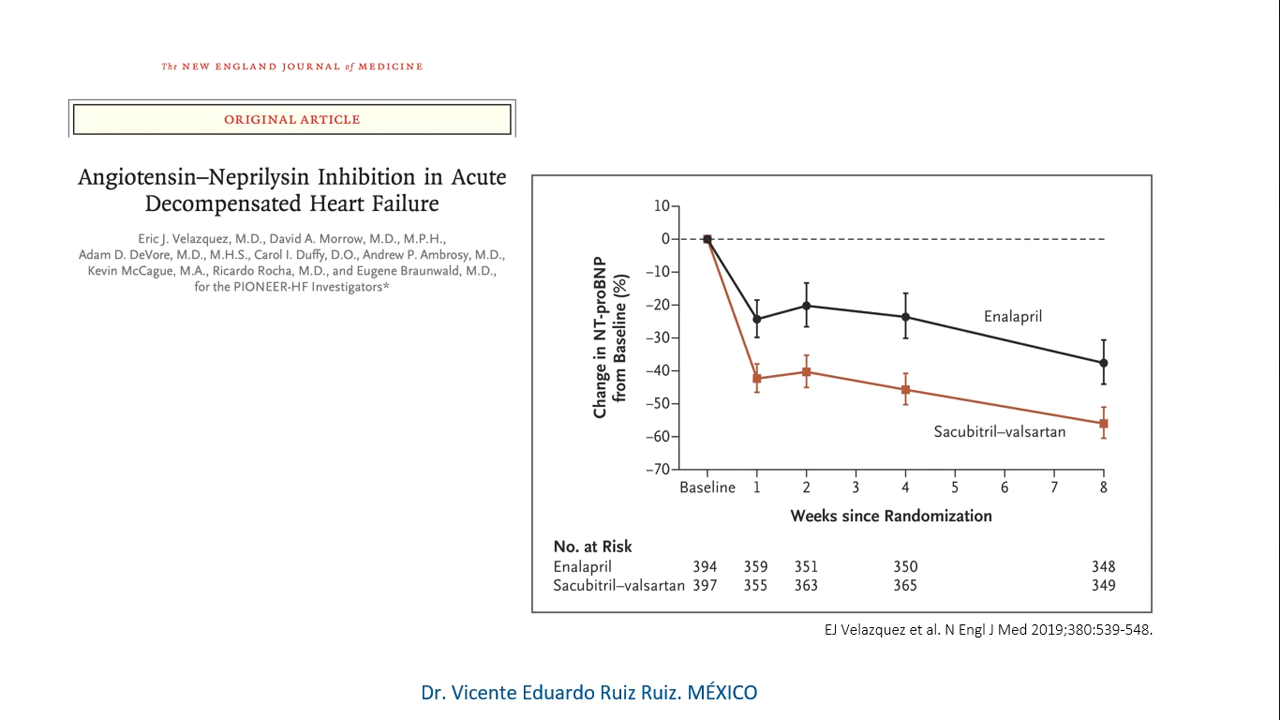 The NEW ENGLAND JOURNAL of MEDICINE
ORIGINAL ARTICLE
Angiotensin–Neprilysin Inhibition in Acute
Decompensated Heart Failure
Eric J. Velazquez, M.D., David A. Morrow, M.D., M.P.H.,
Adam D. DeVore, M.D., M.H.S., Carol I. Duffy, D.O., Andrew P. Ambrosy, M.D.,
Kevin McCague, M.A., Ricardo Rocha, M.D., and Eugene Braunwald, M.D.,
for the PIONEER-HF Investigators*
Change in NT-proBNP
from Baseline (%)
10
0
–10
–20
–30
–40
–50
–60
–70
Enalapril
Sacubitril–valsartan
Baseline 1 2 3 4 5 6 7 8
Weeks since Randomization
No. at Risk
Enalapril 394 359 351 350 348
Sacubitril–valsartan 397 355 363 365 349
EJ Velazquez et al. N Engl J Med 2019;380:539-548.
Dr. Vicente Eduardo Ruiz Ruiz. MÉXICO